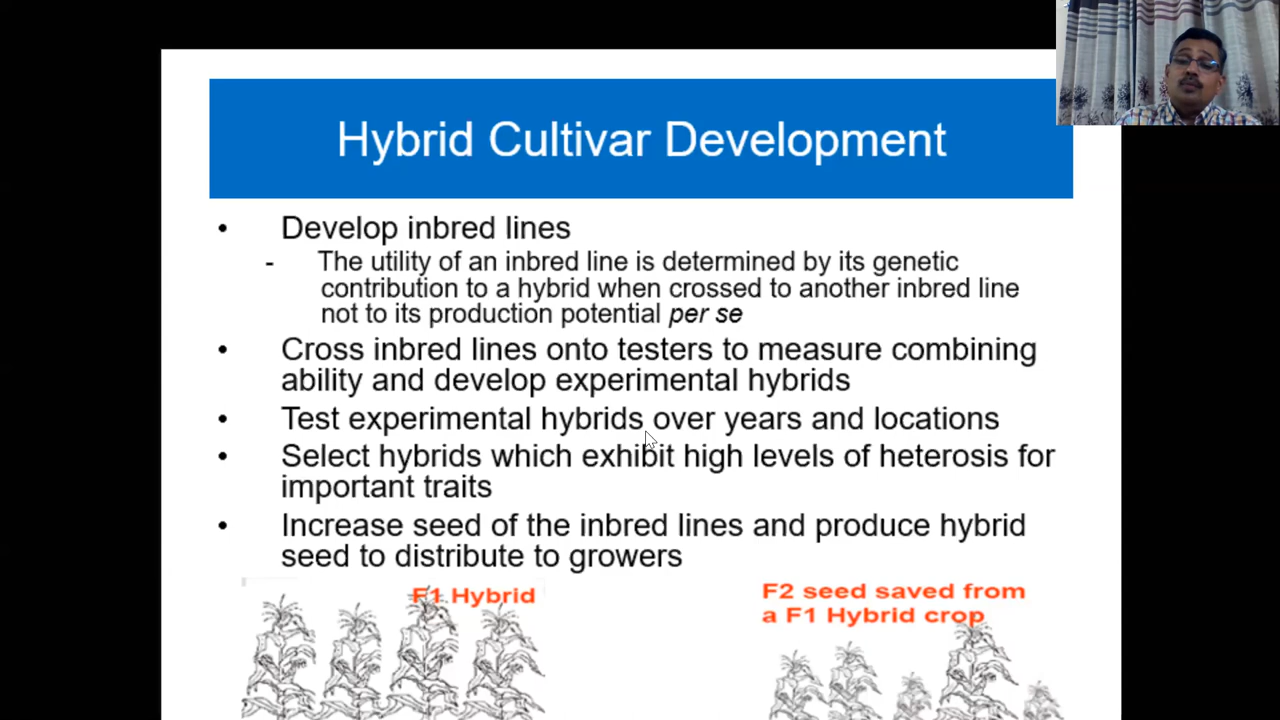 Hybrid Cultivar Development
• Develop inbred lines
- The utility of an inbred line is determined by its genetic
contribution to a hybrid when crossed to another inbred line
not to its production potential per se
• Cross inbred lines onto testers to measure combining
ability and develop experimental hybrids
• Test experimental hybrids over years and locations
• Select hybrids which exhibit high levels of heterosis for
important traits
• Increase seed of the inbred lines and produce hybrid
seed to distribute to growers
F1 Hybrid
F2 seed saved from
a F1 Hybrid crop